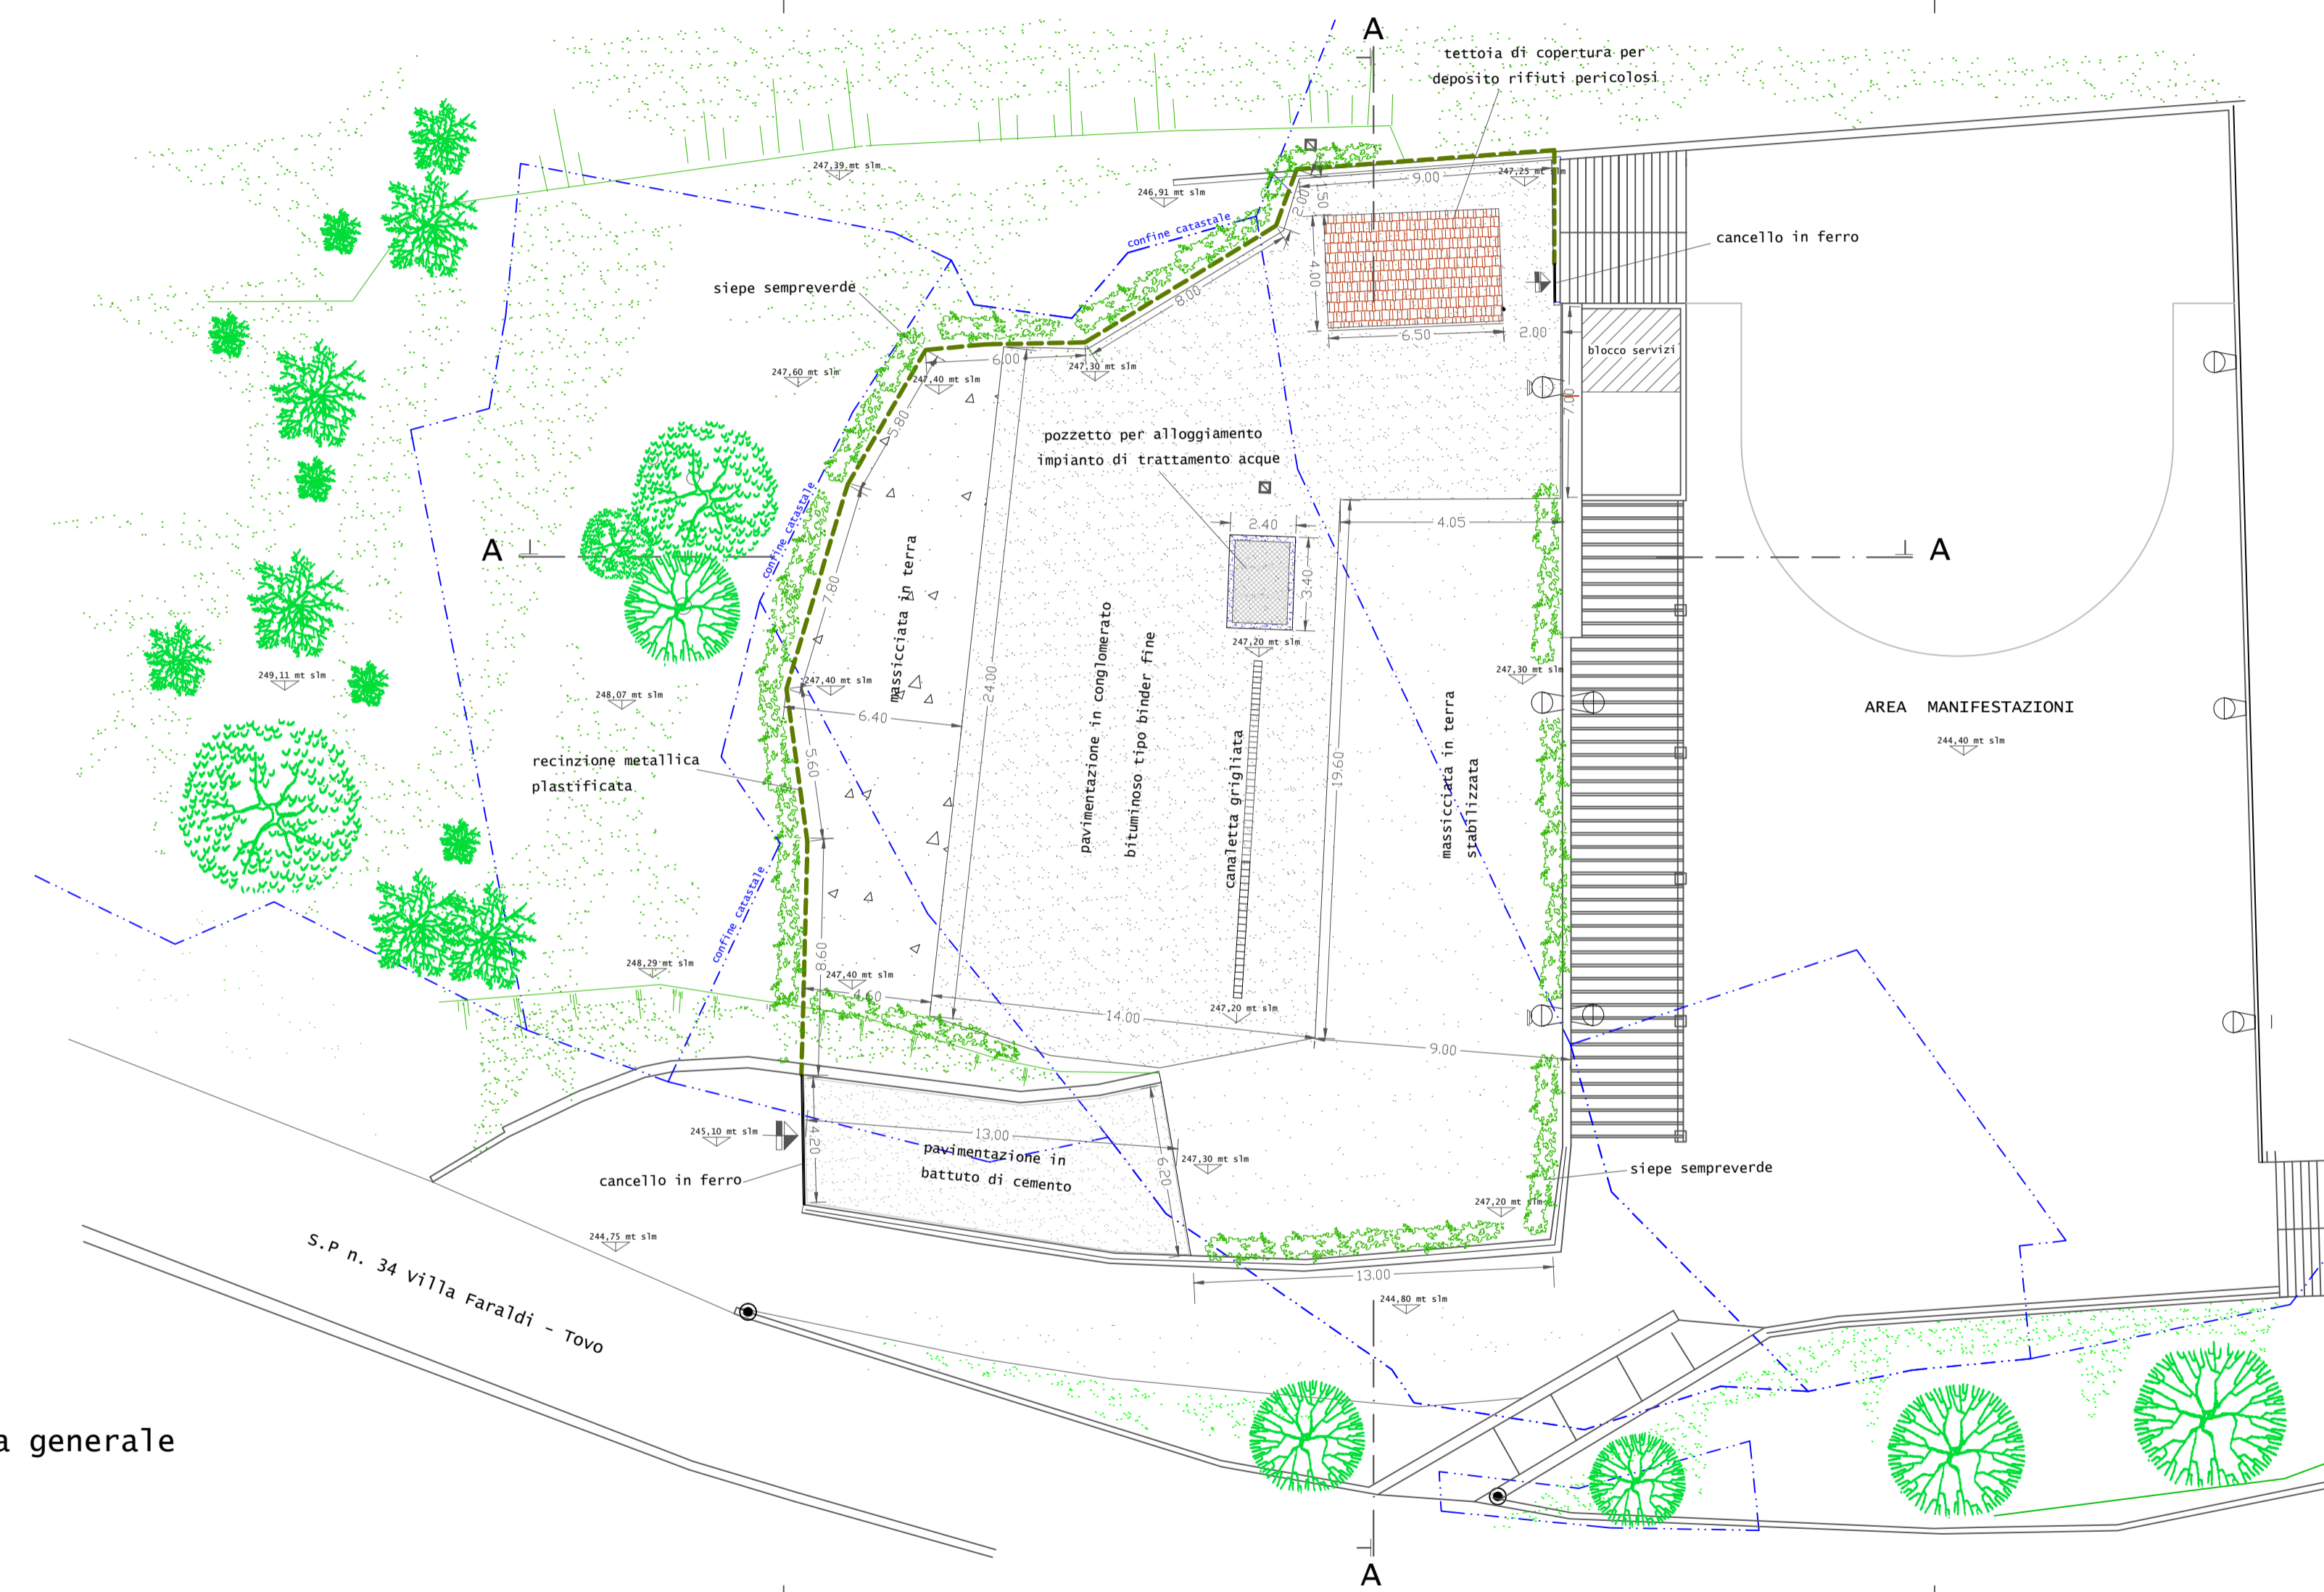 A
tettoia di copertura per
deposito rifiuti pericolosi
247,39 mt slm
246,91 mt slm
9.00
247,25 mt slm
1.50
2.00
confine catastale
cancello in ferro
siepe sempreverde
4.00
8.00
6.50
2.00
blocco servizi
6.00
247,60 mt slm
247,40 mt slm
247,30 mt slm
7.00
5.80
pozzetto per alloggiamento
impianto di trattamento acque
confine catastale
2.40
4.05
A
A
7.80
massicciata in terra
3.40
247,20 mt slm
247,30 mt slm
249,11 mt slm
248,07 mt slm
247,40 mt slm
24.00
6.40
pavimentazione in conglomerato
bituminoso tipo binder fine
canaletta grigliata
19.60
massicciata in terra
stabilizzata
AREA MANIFESTAZIONI
244,40 mt slm
recinzione metallica
plastificata
5.60
confine catastale
8.90
248,29 mt slm
247,40 mt slm
4.60
14.00
247,20 mt slm
9.00
245,10 mt slm
4.20
13.00
6.20
pavimentazione in
battuto di cemento
247,30 mt slm
cancello in ferro
siepe sempreverde
247,20 mt slm
244,75 mt slm
S.P n. 34 Villa Faraldi - Tovo
13.00
244,80 mt slm
a generale
A